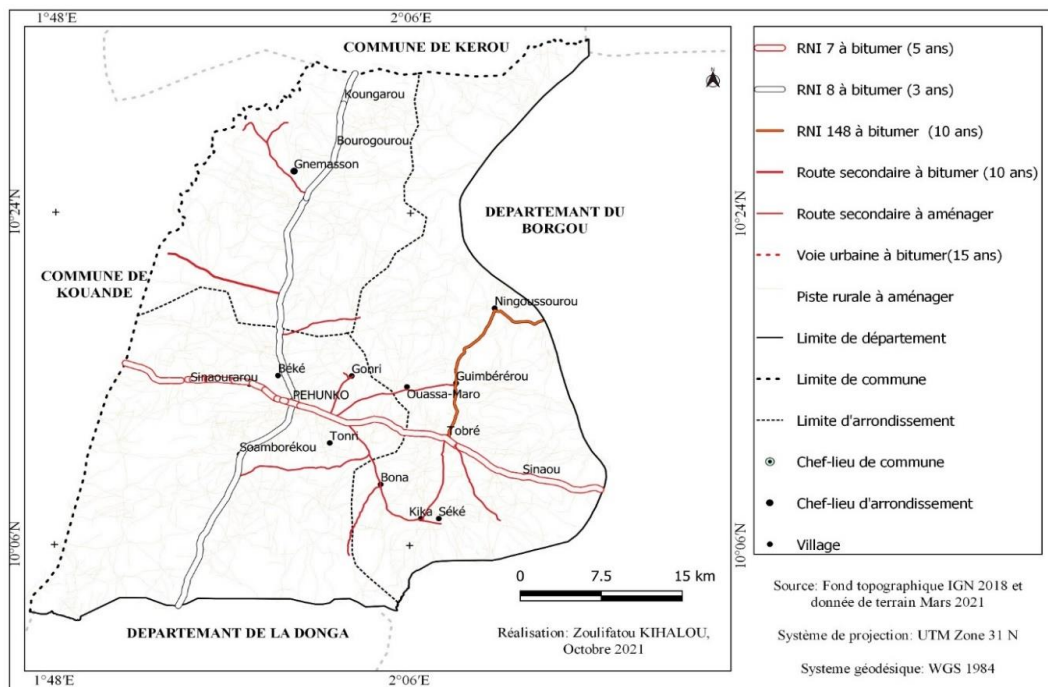 1°48'E
2°06'E
COMMUNE DE KEROU
Koungarou
Bourogourou
Gnemasson
10°24'N
10°24'N
DEPARTEMANT DU
BORGOU
COMMUNE DE
KOUANDE
Ningoussourou
Sinaourarou
Béké
Gonri
Guimbérérou
Ouassa-Maro
PEHUNKO
Tobré
Tonri
Soamborékou
Sinaou
Bona
Kika
Séké
10°06'N
10°06'N
0
7.5
15 km
DEPARTEMANT DE LA DONGA
Réalisation: Zoulifatou KIHALOU,
Octobre 2021
1°48'E
2°06'E
RNI 7 à bitumer (5 ans)
RNI 8 à bitumer (3 ans)
RNI 148 à bitumer (10 ans)
Route secondaire à bitumer (10 ans)
Route secondaire à aménager
Voie urbaine à bitumer(15 ans)
Piste rurale à aménager
Limite de département
Limite de commune
Limite d'arrondissement
Chef-lieu de commune
Chef-lieu d'arrondissement
Village
Source: Fond topographique IGN 2018 et
donnée de terrain Mars 2021
Système de projection: UTM Zone 31 N
Systeme géodésique: WGS 1984